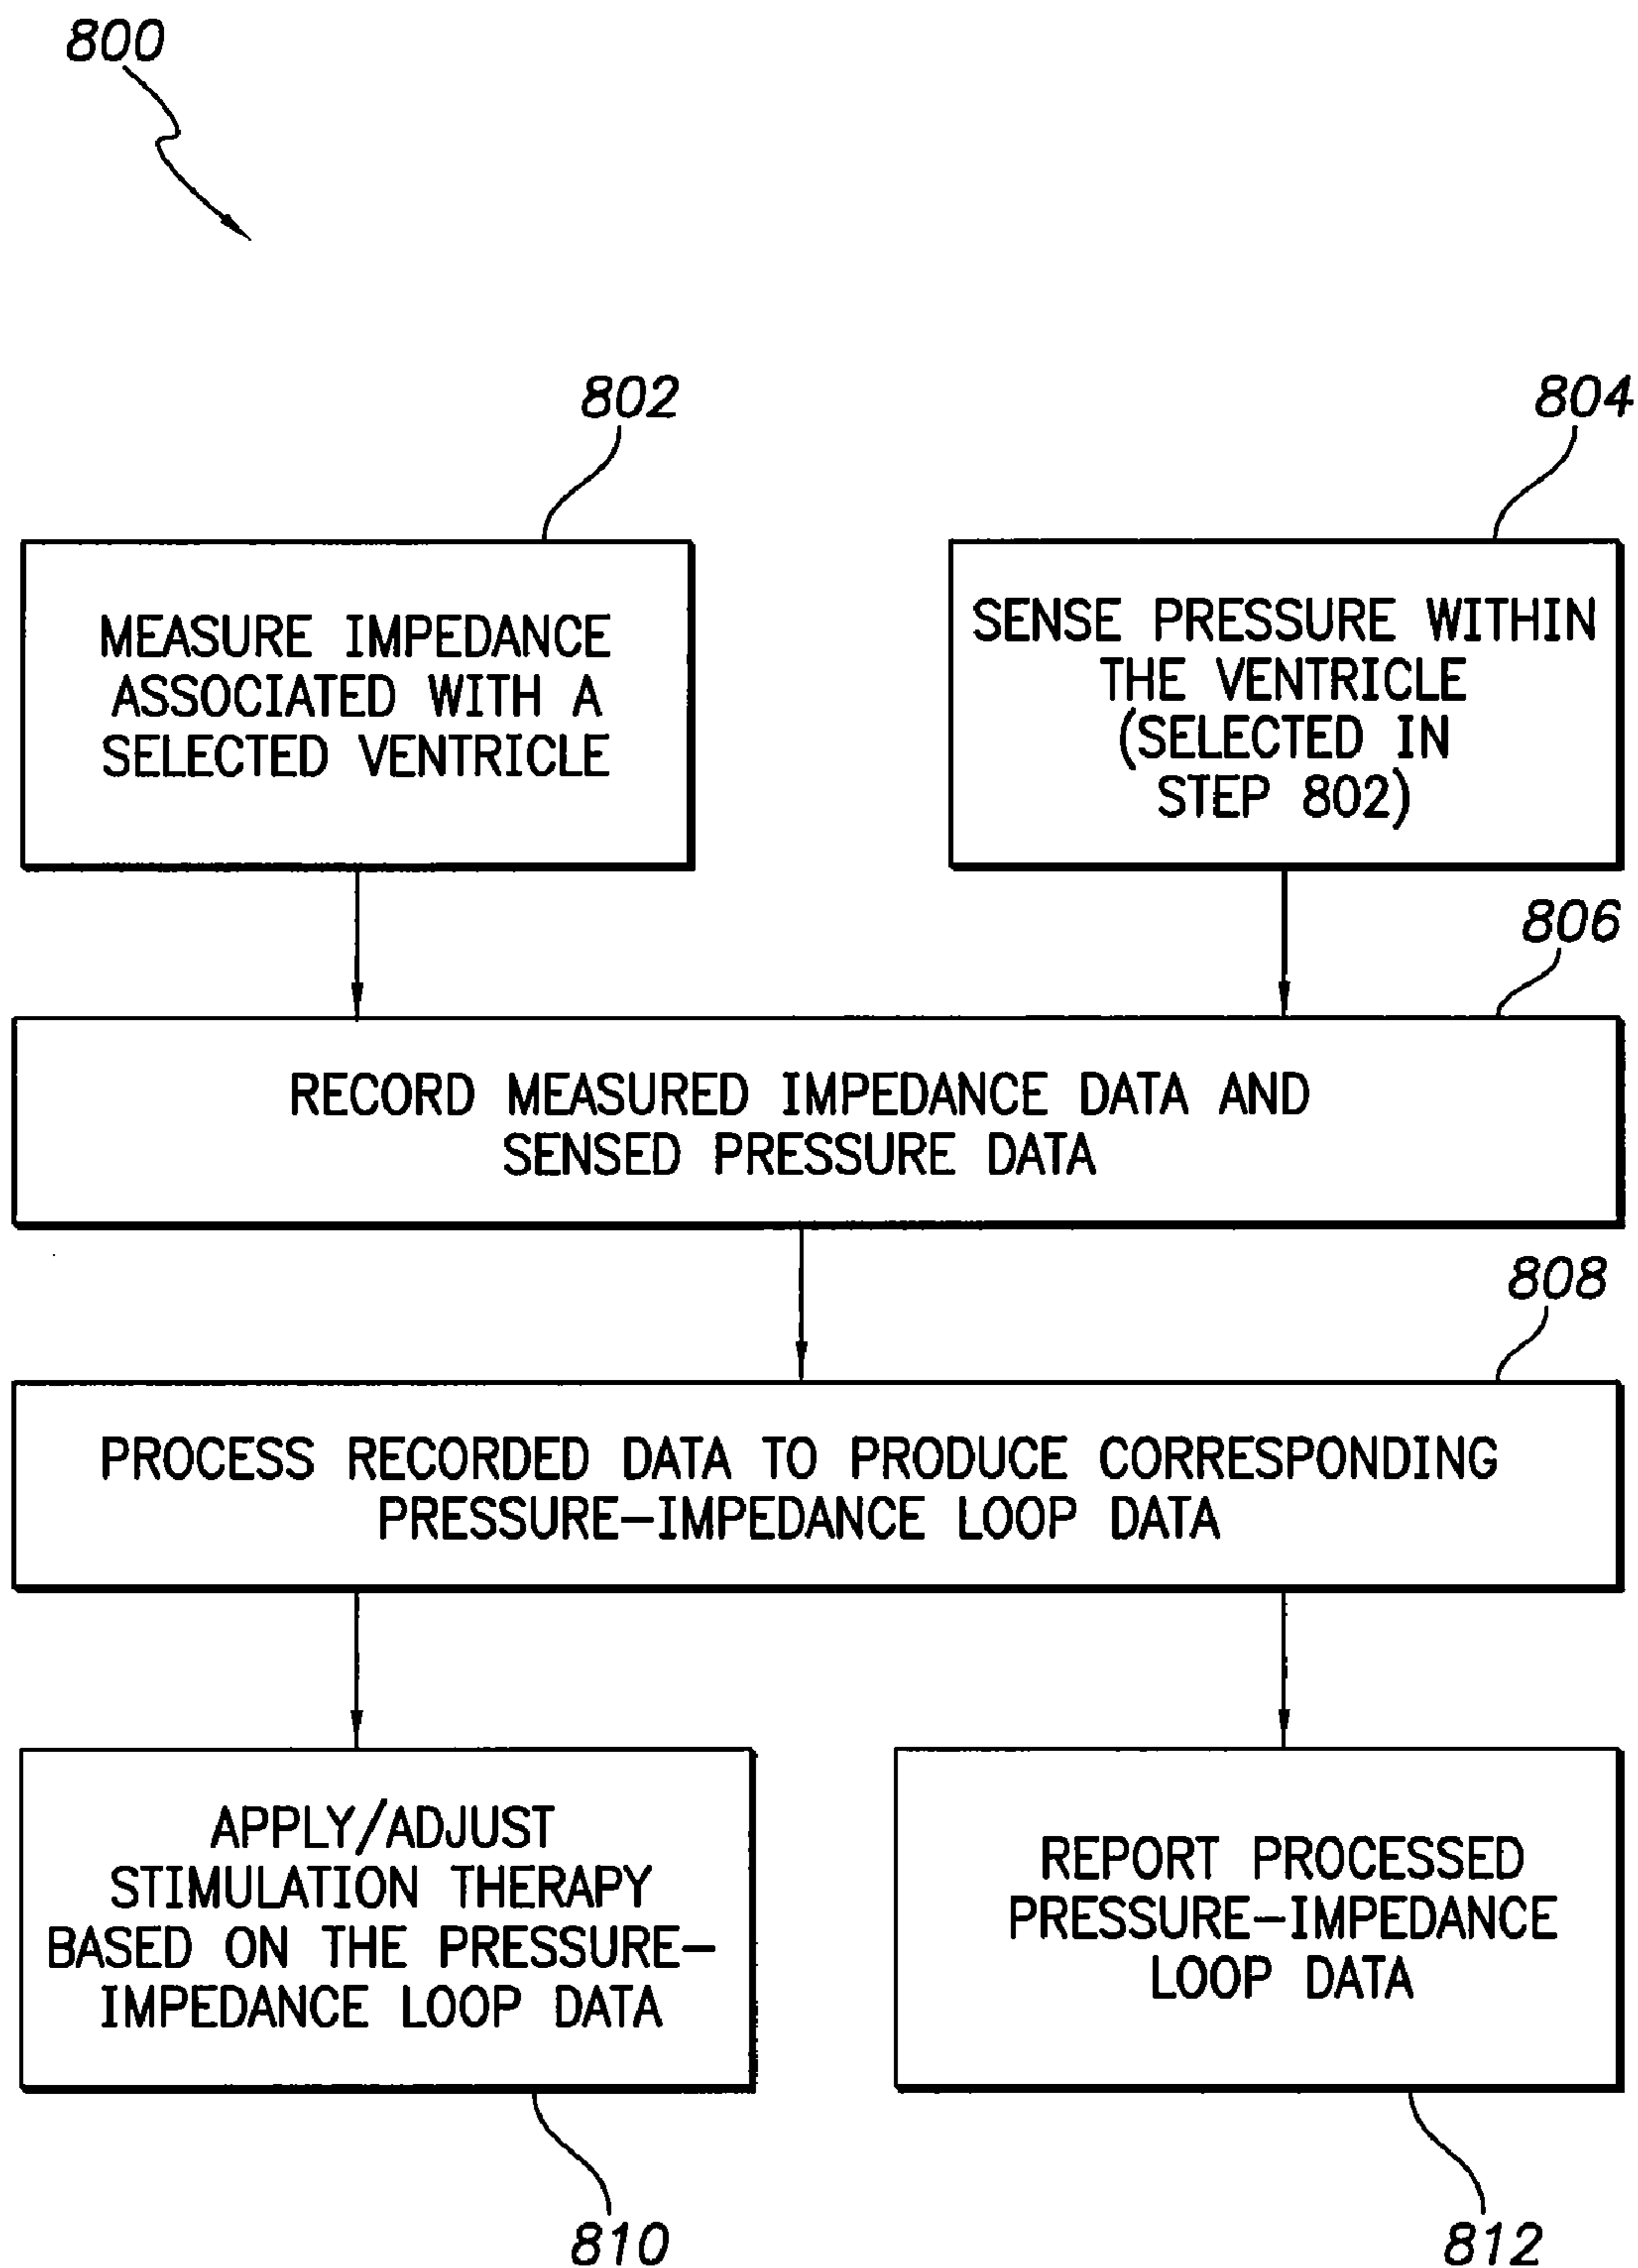 800
802
804
MEASURE IMPEDANCE
ASSOCIATED WITH A
SELECTED VENTRICLE
SENSE PRESSURE WITHIN
THE VENTRICLE
(SELECTED IN
STEP 802)
806
RECORD MEASURED IMPEDANCE DATA AND
SENSED PRESSURE DATA
808
PROCESS RECORDED DATA TO PRODUCE CORRESPONDING
PRESSURE-IMPEDANCE LOOP DATA
APPLY/ADJUST
STIMULATION THERAPY
BASED ON THE PRESSURE-
IMPEDANCE LOOP DATA
REPORT PROCESSED
PRESSURE-IMPEDANCE
LOOP DATA
810
812